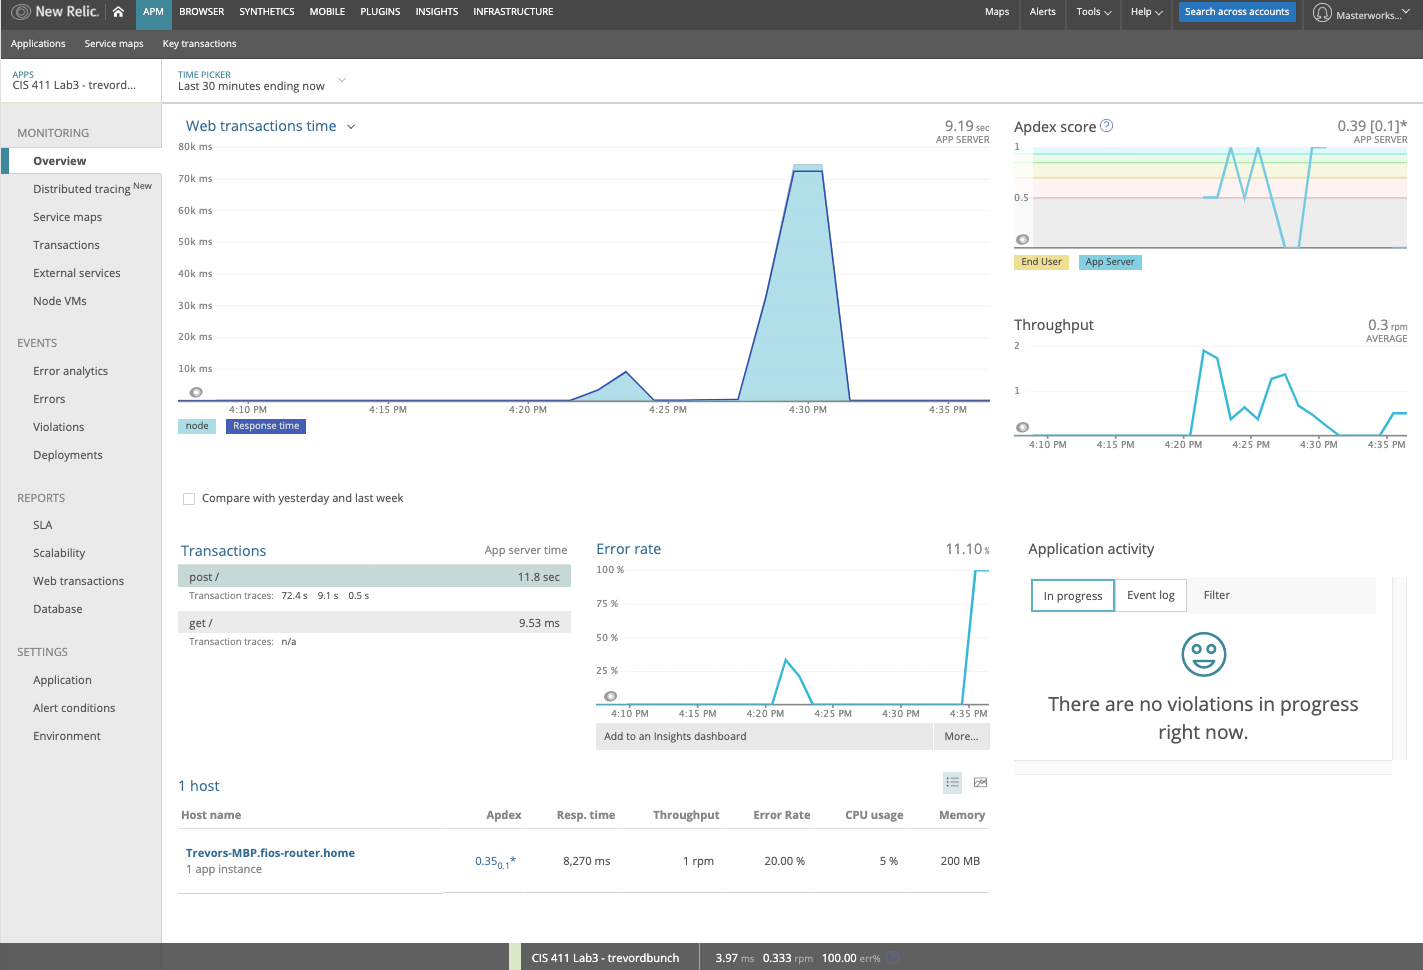 New Relic. APM BROWSER SYNTHETICS MOBILE PLUGINS INSIGHTS INFRASTRUCTURE Maps Alerts Tools Help Search across accounts Masterworks...
Applications Service maps Key transactions
APPS
CIS 411 Lab3 - trevord...
TIME PICKER
Last 30 minutes ending now
MONITORING
Overview
Distributed tracing New
Service maps
Transactions
External services
Node VMs
EVENTS
Error analytics
Errors
Violations
Deployments
REPORTS
SLA
Scalability
Web transactions
Database
SETTINGS
Application
Alert conditions
Environment
Web transactions time
9.19 sec
APP SERVER
80k ms
70k ms
60k ms
50k ms
40k ms
30k ms
20k ms
10k ms
4:10 PM 4:15 PM 4:20 PM 4:25 PM 4:30 PM 4:35 PM
node Response time
Compare with yesterday and last week
Apdex score ?
0.39 [0.1]*
APP SERVER
1
0.5
End User App Server
Throughput
0.3 rpm
AVERAGE
2
1
4:10 PM 4:15 PM 4:20 PM 4:25 PM 4:30 PM 4:35 PM
Transactions App server time
post / 11.8 sec
Transaction traces: 72.4 s 9.1 s 0.5 s
get / 9.53 ms
Transaction traces: n/a
Error rate 11.10 %
100 %
75 %
50 %
25 %
4:10 PM 4:15 PM 4:20 PM 4:25 PM 4:30 PM 4:35 PM
Add to an Insights dashboard More...
Application activity
In progress Event log Filter
There are no violations in progress
right now.
1 host
Host name Apdex Resp. time Throughput Error Rate CPU usage Memory
Trevors-MBP.fios-router.home 0.35 0.1* 8,270 ms 1 rpm 20.00 % 5 % 200 MB
1 app instance
CIS 411 Lab3 - trevordbunch 3.97 ms 0.333 rpm 100.00 err% ?